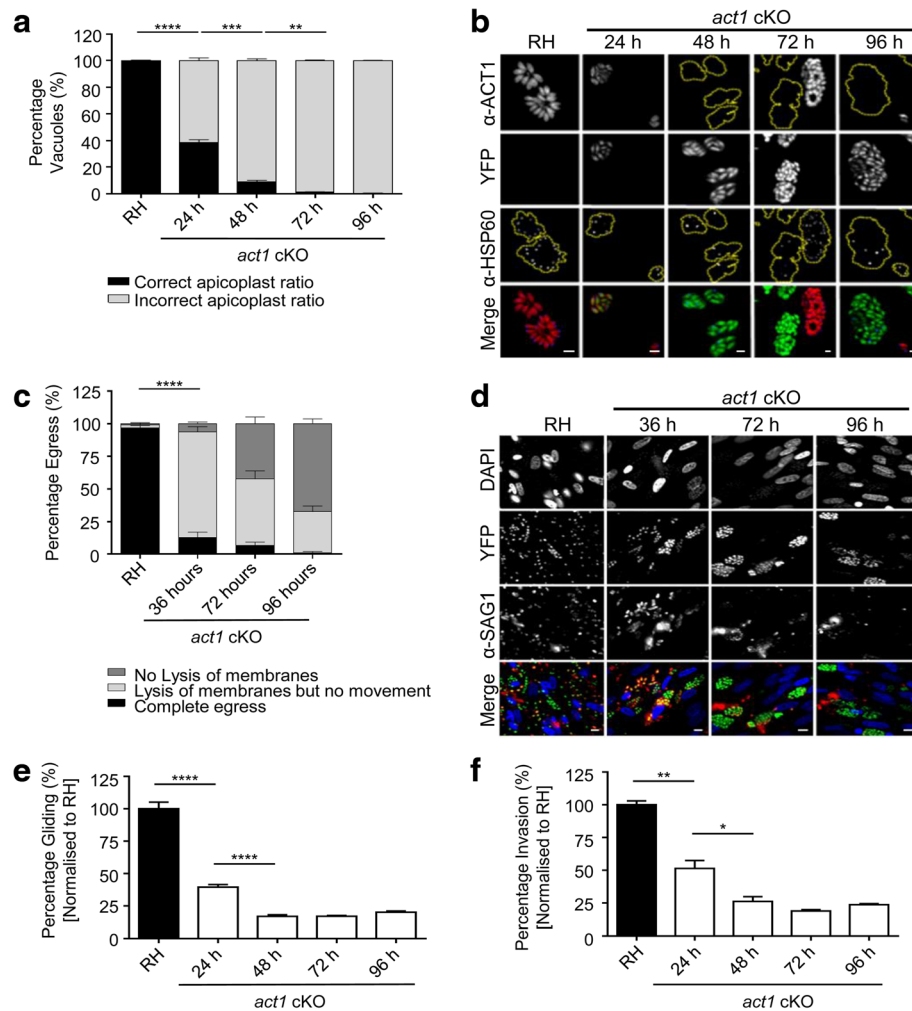 a
Percentage
Vacuoles (%)
120
100
80
60
40
20
0
**** *** **
RH 24 h 48 h 72 h 96 h
act1 cKO
Correct apicoplast ratio
Incorrect apicoplast ratio
b
act1 cKO
RH 24 h 48 h 72 h 96 h
α-ACT1
YFP
α-HSP60
Merge
c
Percentage Egress (%)
125
100
75
50
25
0
****
RH 36 hours 72 hours 96 hours
act1 cKO
No Lysis of membranes
Lysis of membranes but no movement
Complete egress
d
act1 cKO
RH 36 h 72 h 96 h
DAPI
YFP
α-SAG1
Merge
e
Percentage Gliding (%)
[Normalised to RH]
125
100
75
50
25
0
****
****
RH 24 h 48 h 72 h 96 h
act1 cKO
f
Percentage Invasion (%)
[Normalised to RH]
125
100
75
50
25
0
**
*
RH 24 h 48 h 72 h 96 h
act1 cKO